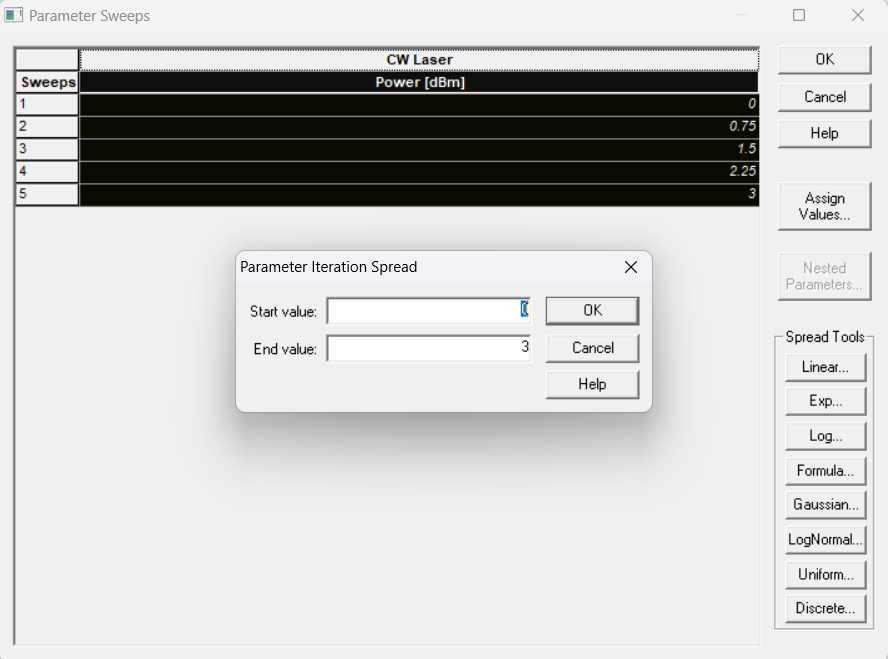 Parameter Sweeps
CW Laser
Sweeps Power [dBm]
1 0
2 0.75
3 1.5
4 2.25
5 3
OK
Cancel
Help
Assign
Values...
Nested
Parameters...
Spread Tools
Linear...
Exp...
Log...
Formula...
Gaussian...
LogNormal...
Uniform...
Discrete...
Parameter Iteration Spread
Start value: 0
End value: 3
OK
Cancel
Help